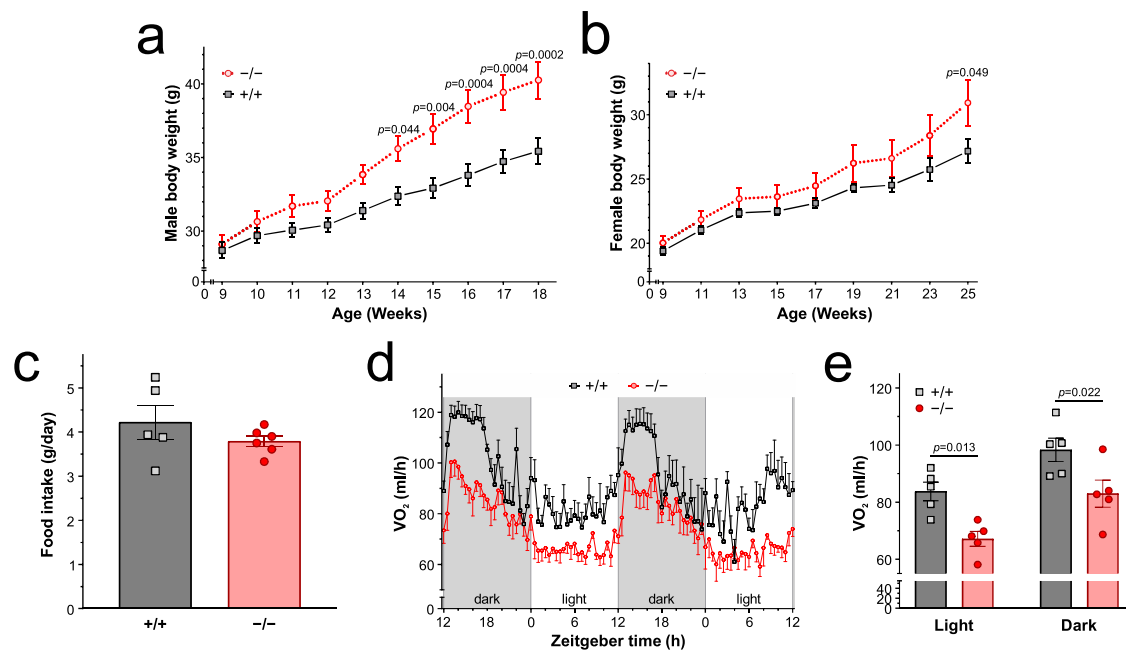 a
Male body weight (g)
−/−
+/+
p=0.044
p=0.004
p=0.0004
p=0.0004
p=0.0002
40
35
30
0
0 9 10 11 12 13 14 15 16 17 18
Age (Weeks)
b
Female body weight (g)
−/−
+/+
p=0.049
30
25
20
0
0 9 11 13 15 17 19 21 23 25
Age (Weeks)
c
Food intake (g/day)
5
4
3
2
1
0
+/+ −/−
d
+/+ −/−
VO2 (ml/h)
120
100
80
60
0
dark light dark light
12 18 0 6 12 18 0 6 12
Zeitgeber time (h)
e
+/+
−/−
p=0.013
p=0.022
VO2 (ml/h)
120
100
80
60
40
20
0
Light Dark